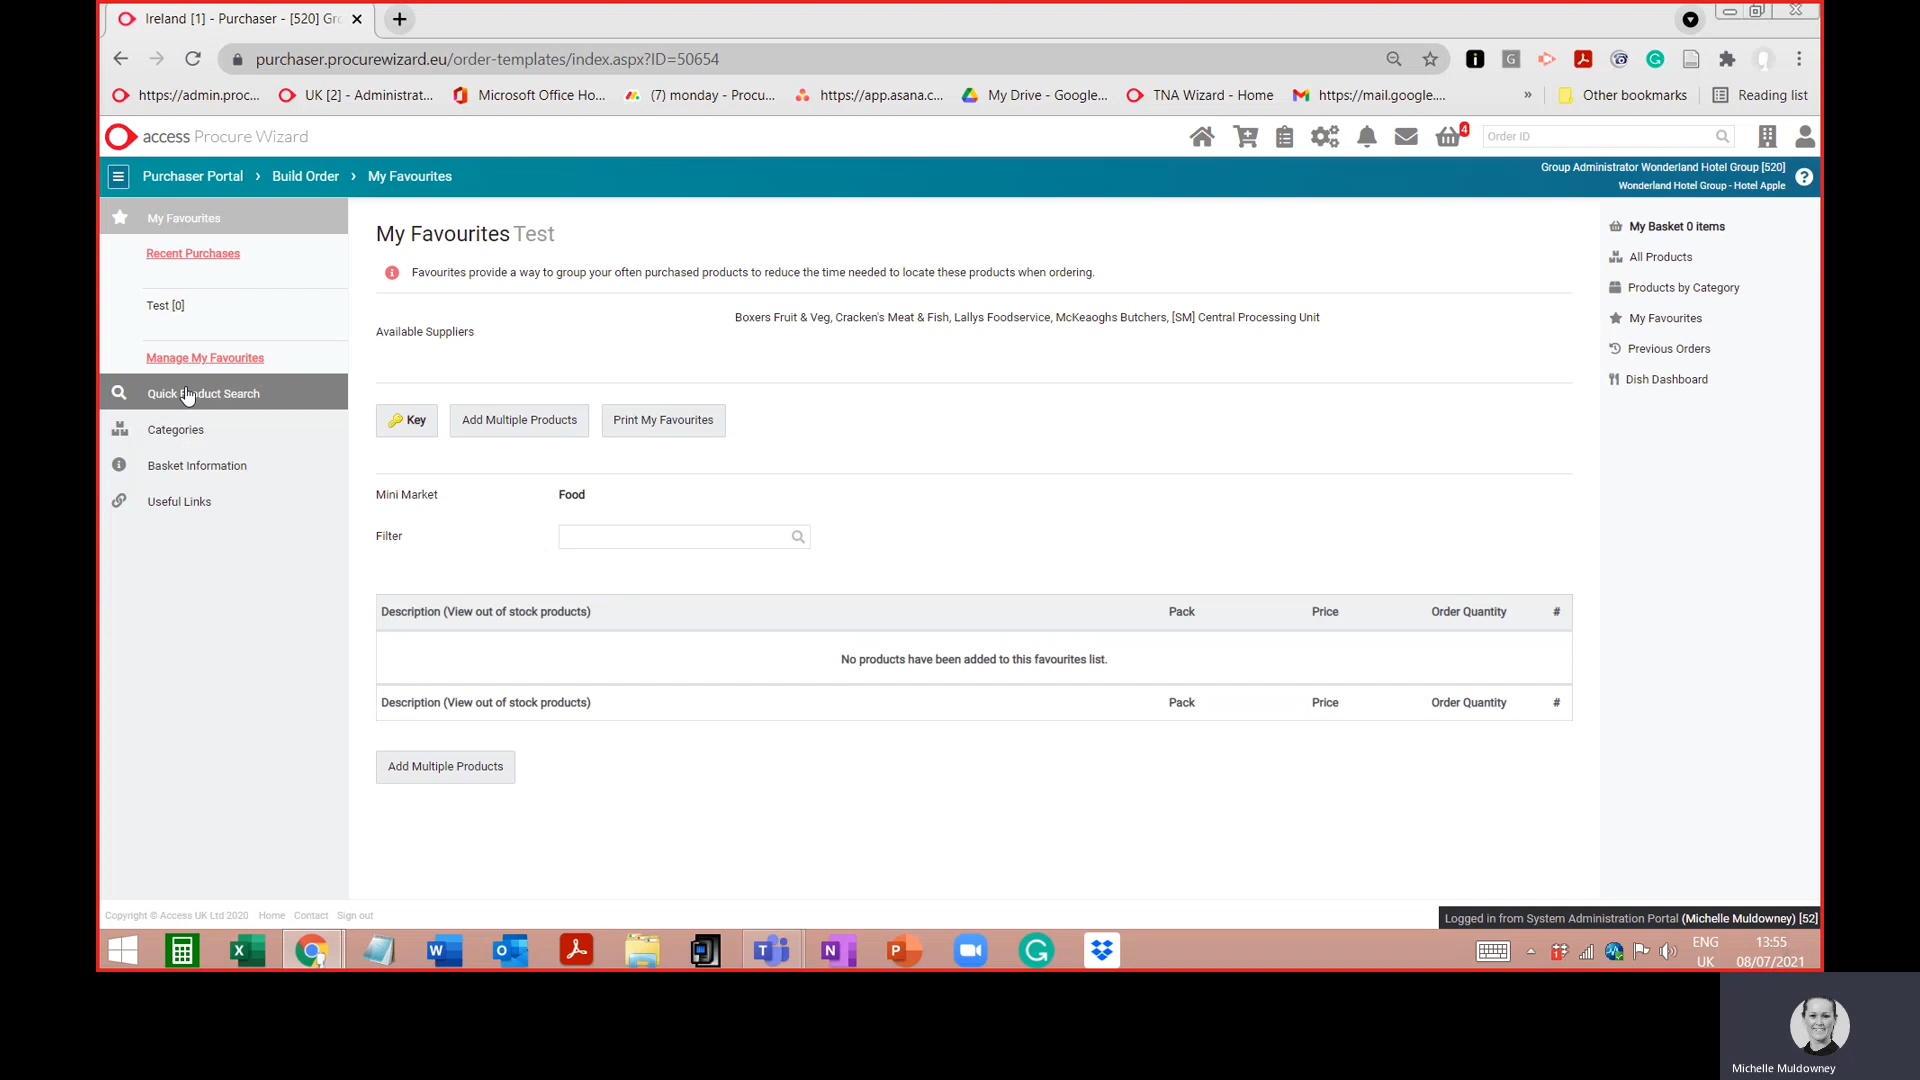 Ireland [1] - Purchaser - [520] Gr
purchaser.procurewizard.eu/order-templates/index.aspx?ID=50654
https://admin.proc...
UK [2] - Administrat...
Microsoft Office Ho...
(7) monday - Procu...
https://app.asana.c...
My Drive - Google...
TNA Wizard - Home
https://mail.google....
»
Other bookmarks
Reading list
access Procure Wizard
4
Order ID
Purchaser Portal › Build Order › My Favourites
Group Administrator Wonderland Hotel Group [520]
Wonderland Hotel Group - Hotel Apple
My Favourites
Recent Purchases
Test [0]
Manage My Favourites
Quick Product Search
Categories
Basket Information
Useful Links
My Favourites Test
Favourites provide a way to group your often purchased products to reduce the time needed to locate these products when ordering.
Available Suppliers
Boxers Fruit & Veg, Cracken's Meat & Fish, Lallys Foodservice, McKeaoghs Butchers, [SM] Central Processing Unit
Key
Add Multiple Products
Print My Favourites
Mini Market
Food
Filter
Description (View out of stock products) Pack Price Order Quantity #
No products have been added to this favourites list.
Description (View out of stock products) Pack Price Order Quantity #
Add Multiple Products
My Basket 0 items
All Products
Products by Category
My Favourites
Previous Orders
Dish Dashboard
Copyright © Access UK Ltd 2020 Home Contact Sign out
Logged in from System Administration Portal (Michelle Muldowney) [52]
ENG
UK
13:55
08/07/2021
Michelle Muldowney